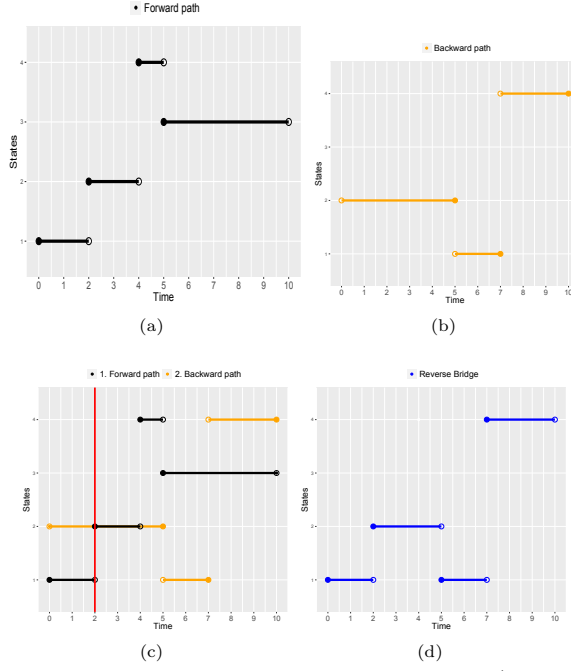 Forward path
States
4
3
2
1
0 1 2 3 4 5 6 7 8 9 10
Time
(a)
Backward path
States
4
3
2
1
0 1 2 3 4 5 6 7 8 9 10
Time
(b)
1. Forward path 2. Backward path
States
4
3
2
1
0 1 2 3 4 5 6 7 8 9 10
Time
(c)
Reverse Bridge
States
4
3
2
1
0 1 2 3 4 5 6 7 8 9 10
Time
(d)